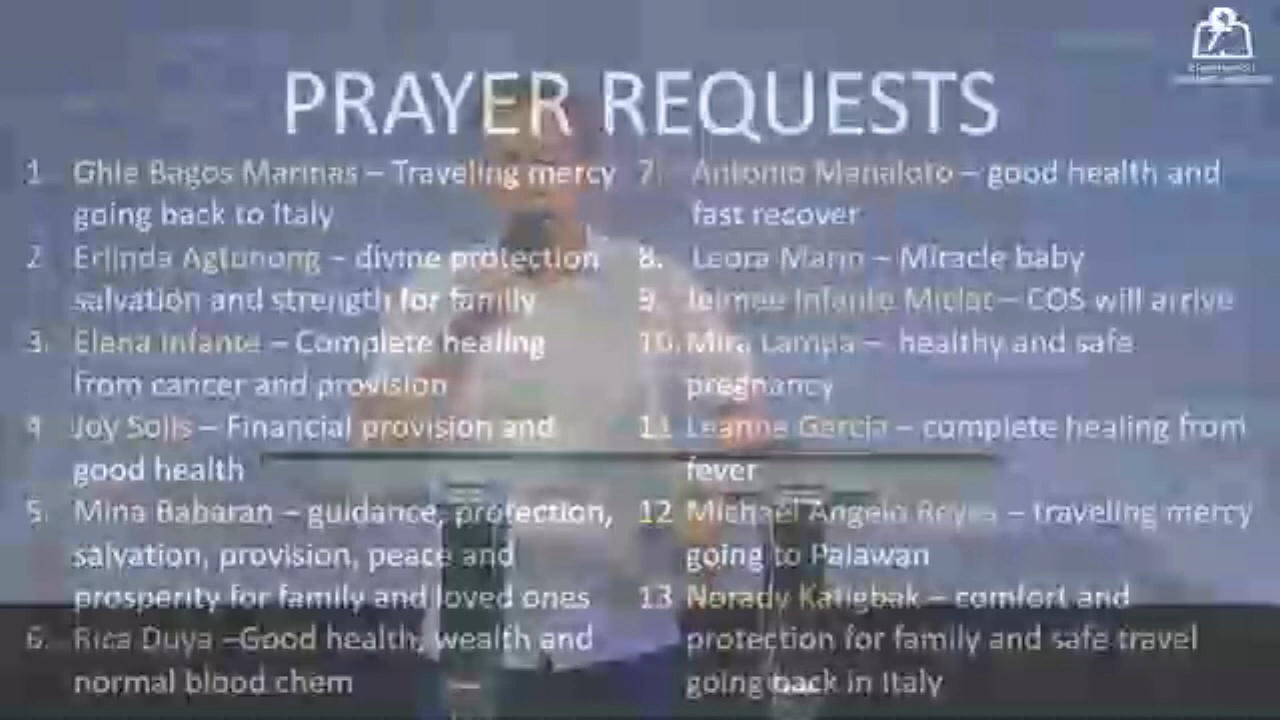 PRAYER REQUESTS
1. Ghie Bagos Marinas – Traveling mercy
going back to Italy
2. Erlinda Agtunong – divine protection
salvation and strength for family
3. Elena Infante – Complete healing
from cancer and provision
4. Joy Solis – Financial provision and
good health
5. Mina Babaran – guidance, protection,
salvation, provision, peace and
prosperity for family and loved ones
6. Rica Duya –Good health, wealth and
normal blood chem
7. Antonio Manaloto – good health and
fast recover
8. Leora Mann – Miracle baby
9. Infante – COS will arrive
10. Mira Lampa – healthy and safe
pregnancy
11. Leanne Garcia – complete healing from
fever
12 Michael Angelo Reyes – traveling mercy
going to Palawan
13 Norady Katigbak – comfort and
protection for family and safe travel
going back in Italy